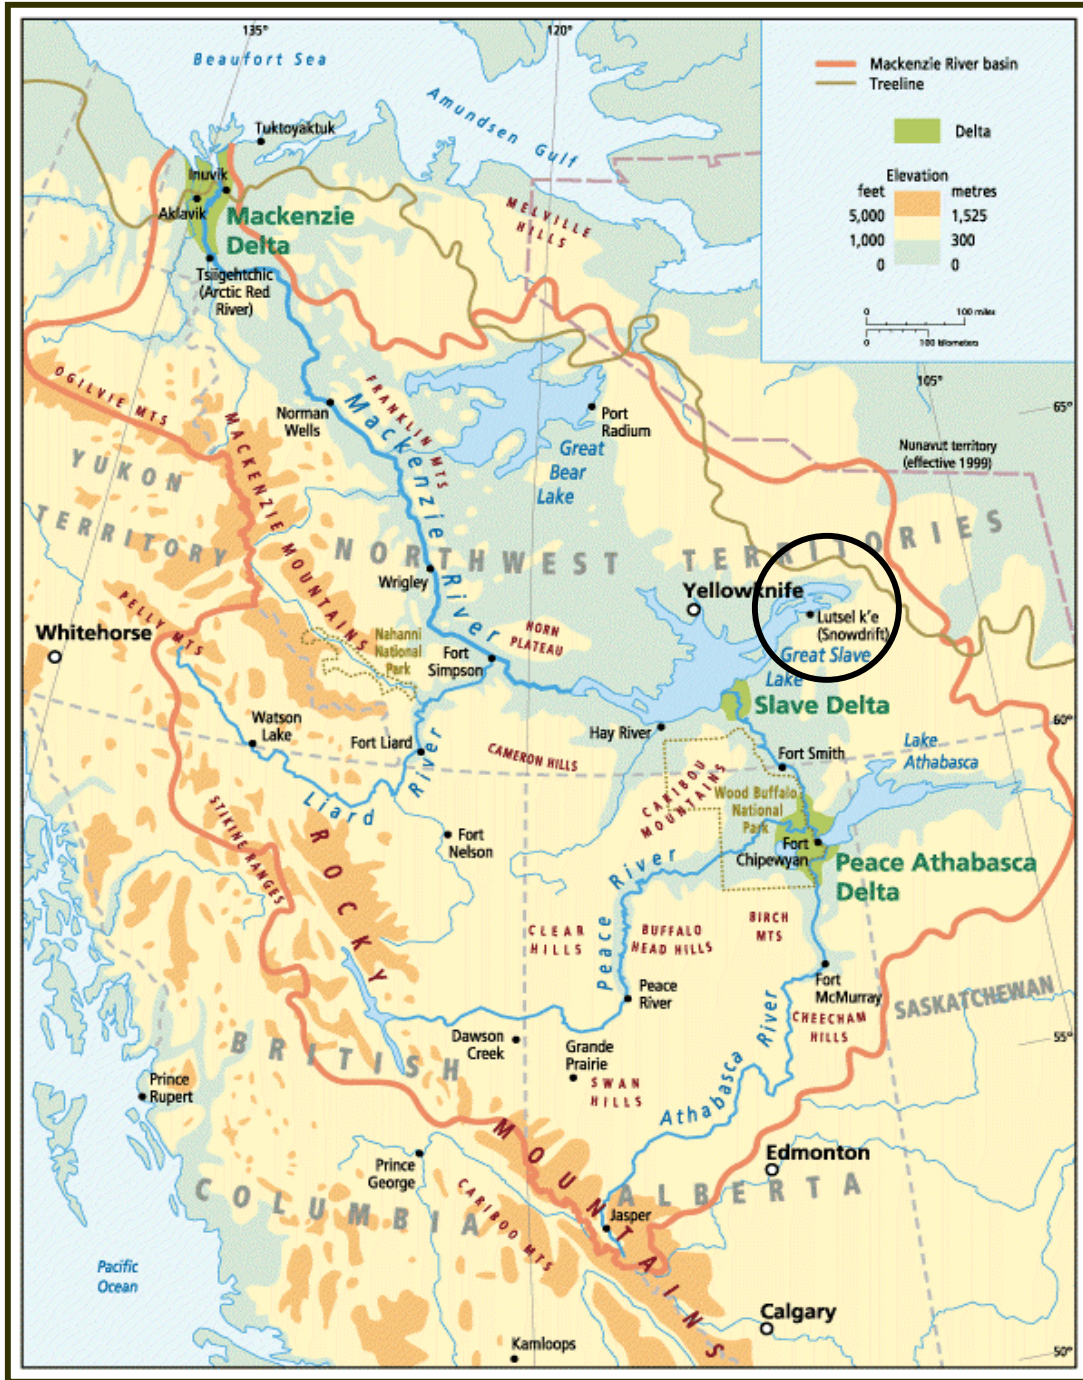 135°
120°
Beaufort Sea
Amundsen Gulf
Tuktoyaktuk
Inuvik
Aklavik
Mackenzie
Delta
Tsiigehtchic
(Arctic Red
River)
MELVILLE
HILLS
Mackenzie River basin
Treeline
Delta
Elevation
feet metres
5,000 1,525
1,000 300
0 0
0 100 miles
0 100 kilometers
105°
65°
OGILVIE MTS
Norman
Wells
FRANKLIN MTS
Mackenzie River
Port
Radium
Great
Bear
Lake
Nunavut territory
(effective 1999)
YUKON
TERRITORY
MACKENZIE MOUNTAINS
NORTHWEST TERRITORIES
Wrigley
Yellowknife
Lutsel k'e
(Snowdrift)
Great Slave
Lake
PELLY MTS
Whitehorse
Nahanni
National
Park
Fort
Simpson
HORN
PLATEAU
Slave Delta
60°
Watson
Lake
Fort Liard
Liard River
Hay River
CAMERON HILLS
Fort Smith
Lake
Athabasca
CARIBOU
MOUNTAINS
Wood Buffalo
National
Park
STIKINE RANGES
ROCKY MOUNTAINS
Fort
Nelson
Fort
Chipewyan
Peace Athabasca
Delta
Peace River
CLEAR
HILLS
BUFFALO
HEAD HILLS
BIRCH
MTS
Peace
River
Fort
McMurray
SASKATCHEWAN
CHEECHAM
HILLS
55°
Dawson
Creek
Grande
Prairie
SWAN
HILLS
Athabasca River
BRITISH
COLUMBIA
Prince
Rupert
Prince
George
CARIBOO MTS
Edmonton
ALBERTA
Jasper
Pacific
Ocean
Calgary
Kamloops
50°